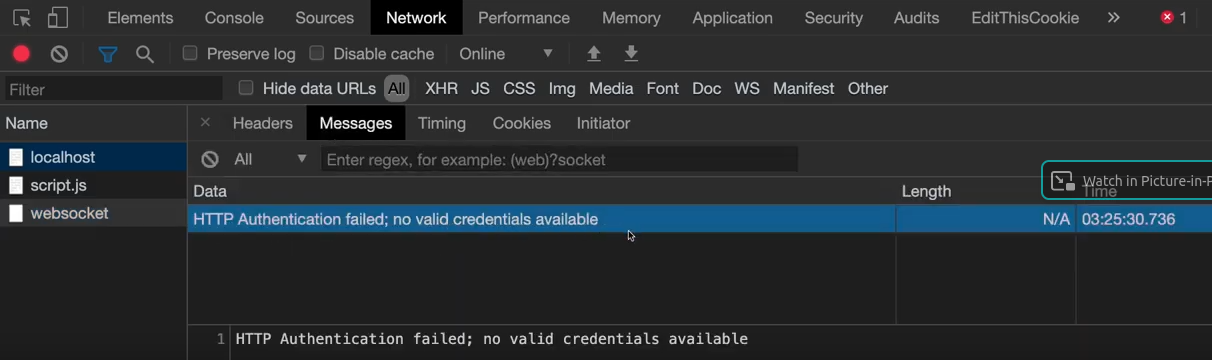 Elements Console Sources Network Performance Memory Application Security Audits EditThisCookie » 1
Preserve log Disable cache Online
Filter Hide data URLs All XHR JS CSS Img Media Font Doc WS Manifest Other
Name × Headers Messages Timing Cookies Initiator
localhost All Enter regex, for example: (web)?socket
Watch in Picture-in-P
script.js Data Length Time
websocket HTTP Authentication failed; no valid credentials available N/A 03:25:30.736
1 HTTP Authentication failed; no valid credentials available